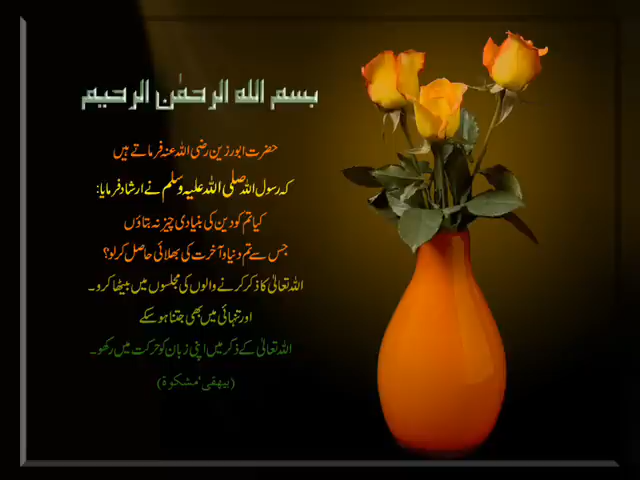 بسم الله الرحمٰن الرحیم
حضرت ابورزین رضی اللہ عنہ فرماتے ہیں
کہ رسول اللہ صلی اللہ علیہ وسلم نے ارشاد فرمایا:
کیا تم کو دین کی بنیادی چیز نہ بتاؤں
جس سے تم دنیا و آخرت کی بھلائی حاصل کرلو؟
اللہ تعالیٰ کا ذکر کرنے والوں کی مجلسوں میں بیٹھا کرو۔
اور تنہائی میں بھی جتنا ہو سکے
اللہ تعالیٰ کے ذکر میں اپنی زبان کو حرکت میں رکھو۔
(بیہقی، مشکوۃ)